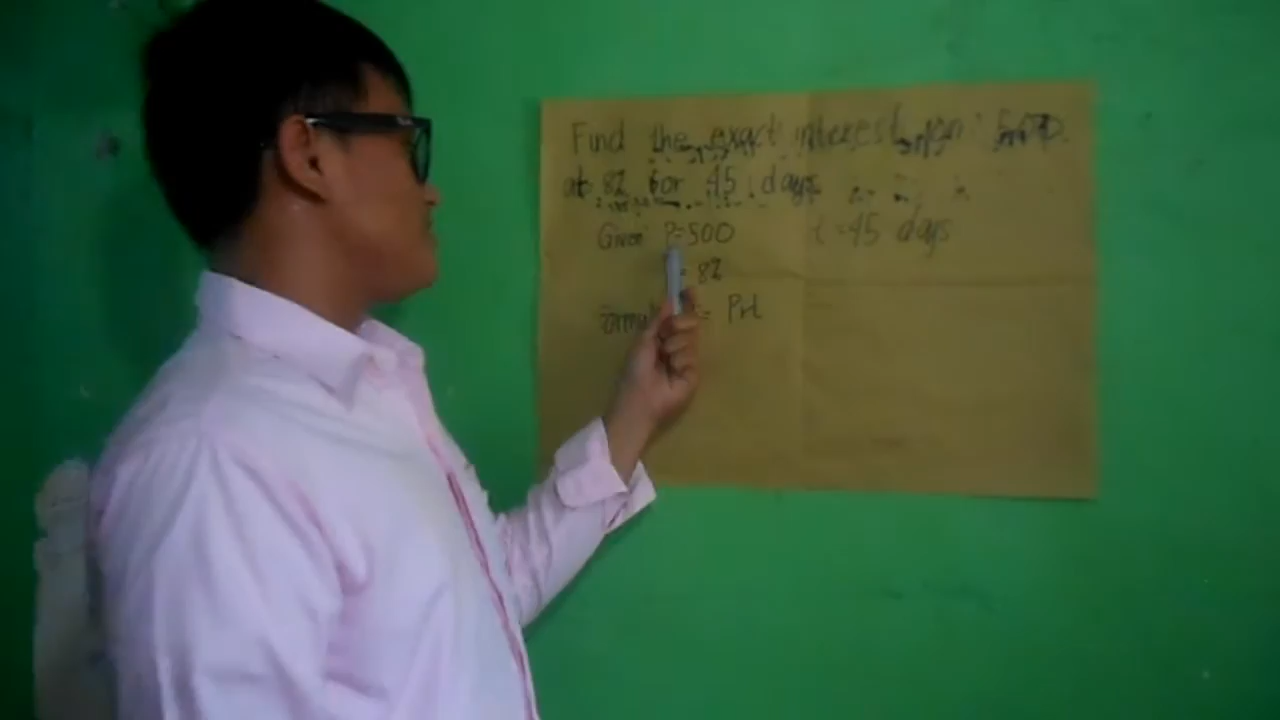 Find the exact interest on 500
at 8% for 45 days
Given P=500 t=45 days
= 8%
= Prt